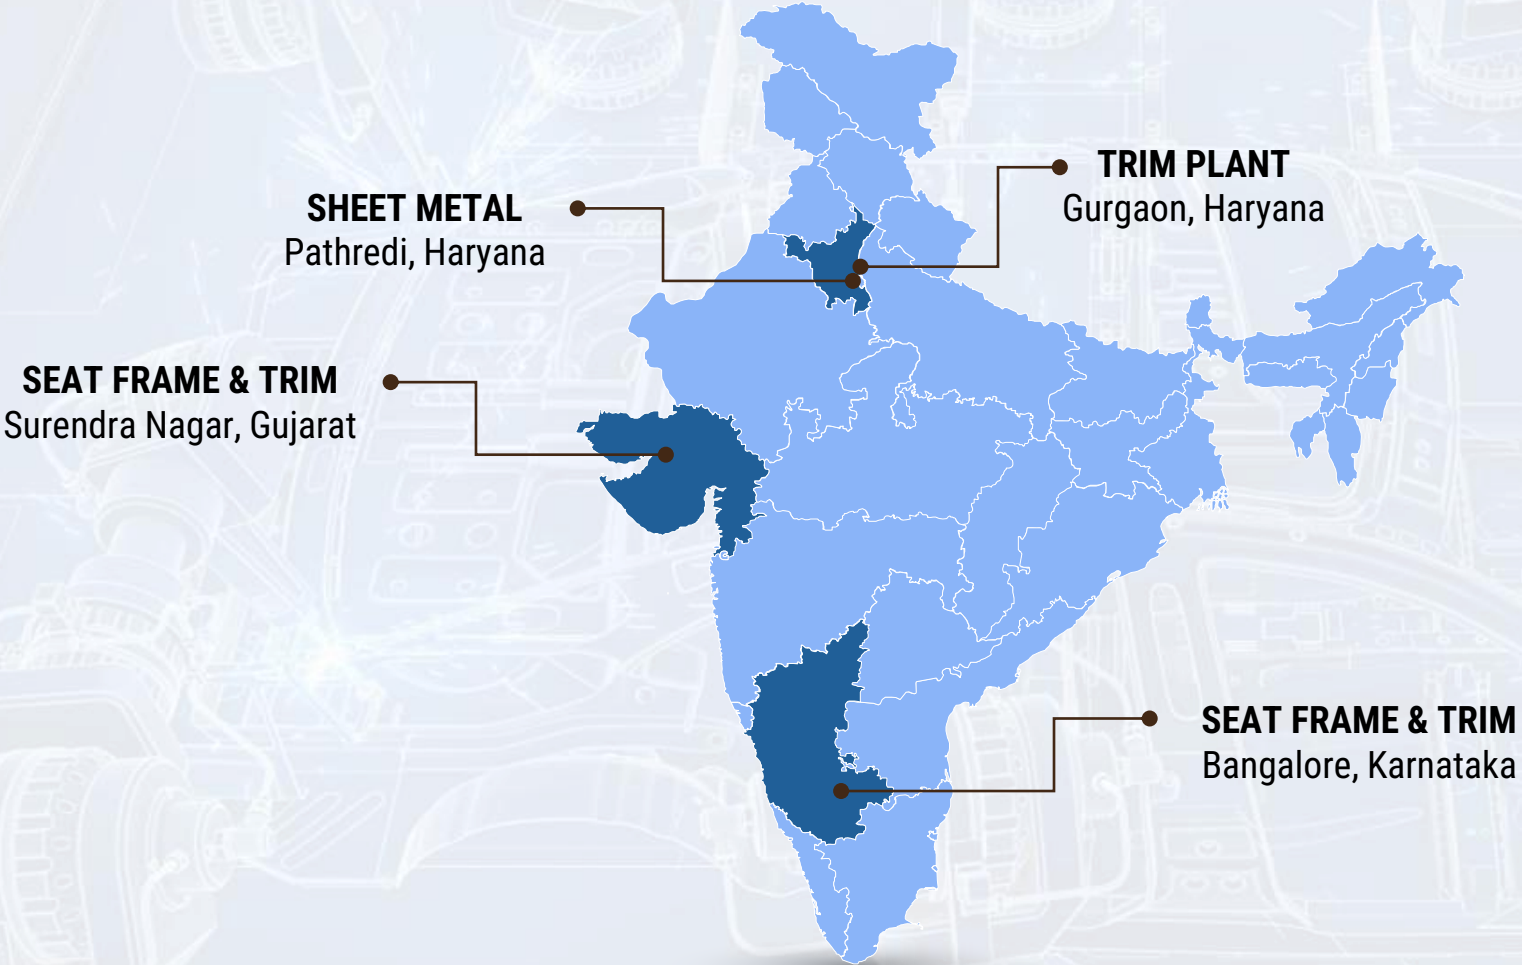 TRIM PLANT
Gurgaon, Haryana
SHEET METAL
Pathredi, Haryana
SEAT FRAME & TRIM
Surendra Nagar, Gujarat
SEAT FRAME & TRIM
Bangalore, Karnataka